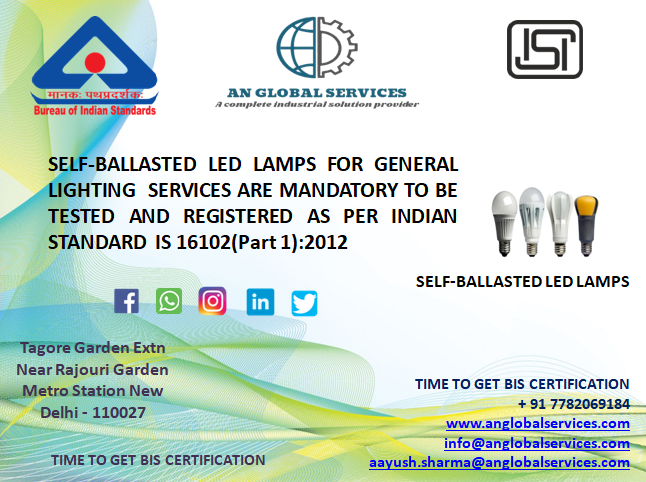 मानकः पथप्रदर्शकः
Bureau of Indian Standards
AN GLOBAL SERVICES
A complete industrial solution provider
ISI
SELF-BALLASTED LED LAMPS FOR GENERAL
LIGHTING SERVICES ARE MANDATORY TO BE
TESTED AND REGISTERED AS PER INDIAN
STANDARD IS 16102(Part 1):2012
SELF-BALLASTED LED LAMPS
Tagore Garden Extn
Near Rajouri Garden
Metro Station New
Delhi - 110027
TIME TO GET BIS CERTIFICATION
TIME TO GET BIS CERTIFICATION
+ 91 7782069184
www.anglobalservices.com
info@anglobalservices.com
aayush.sharma@anglobalservices.com